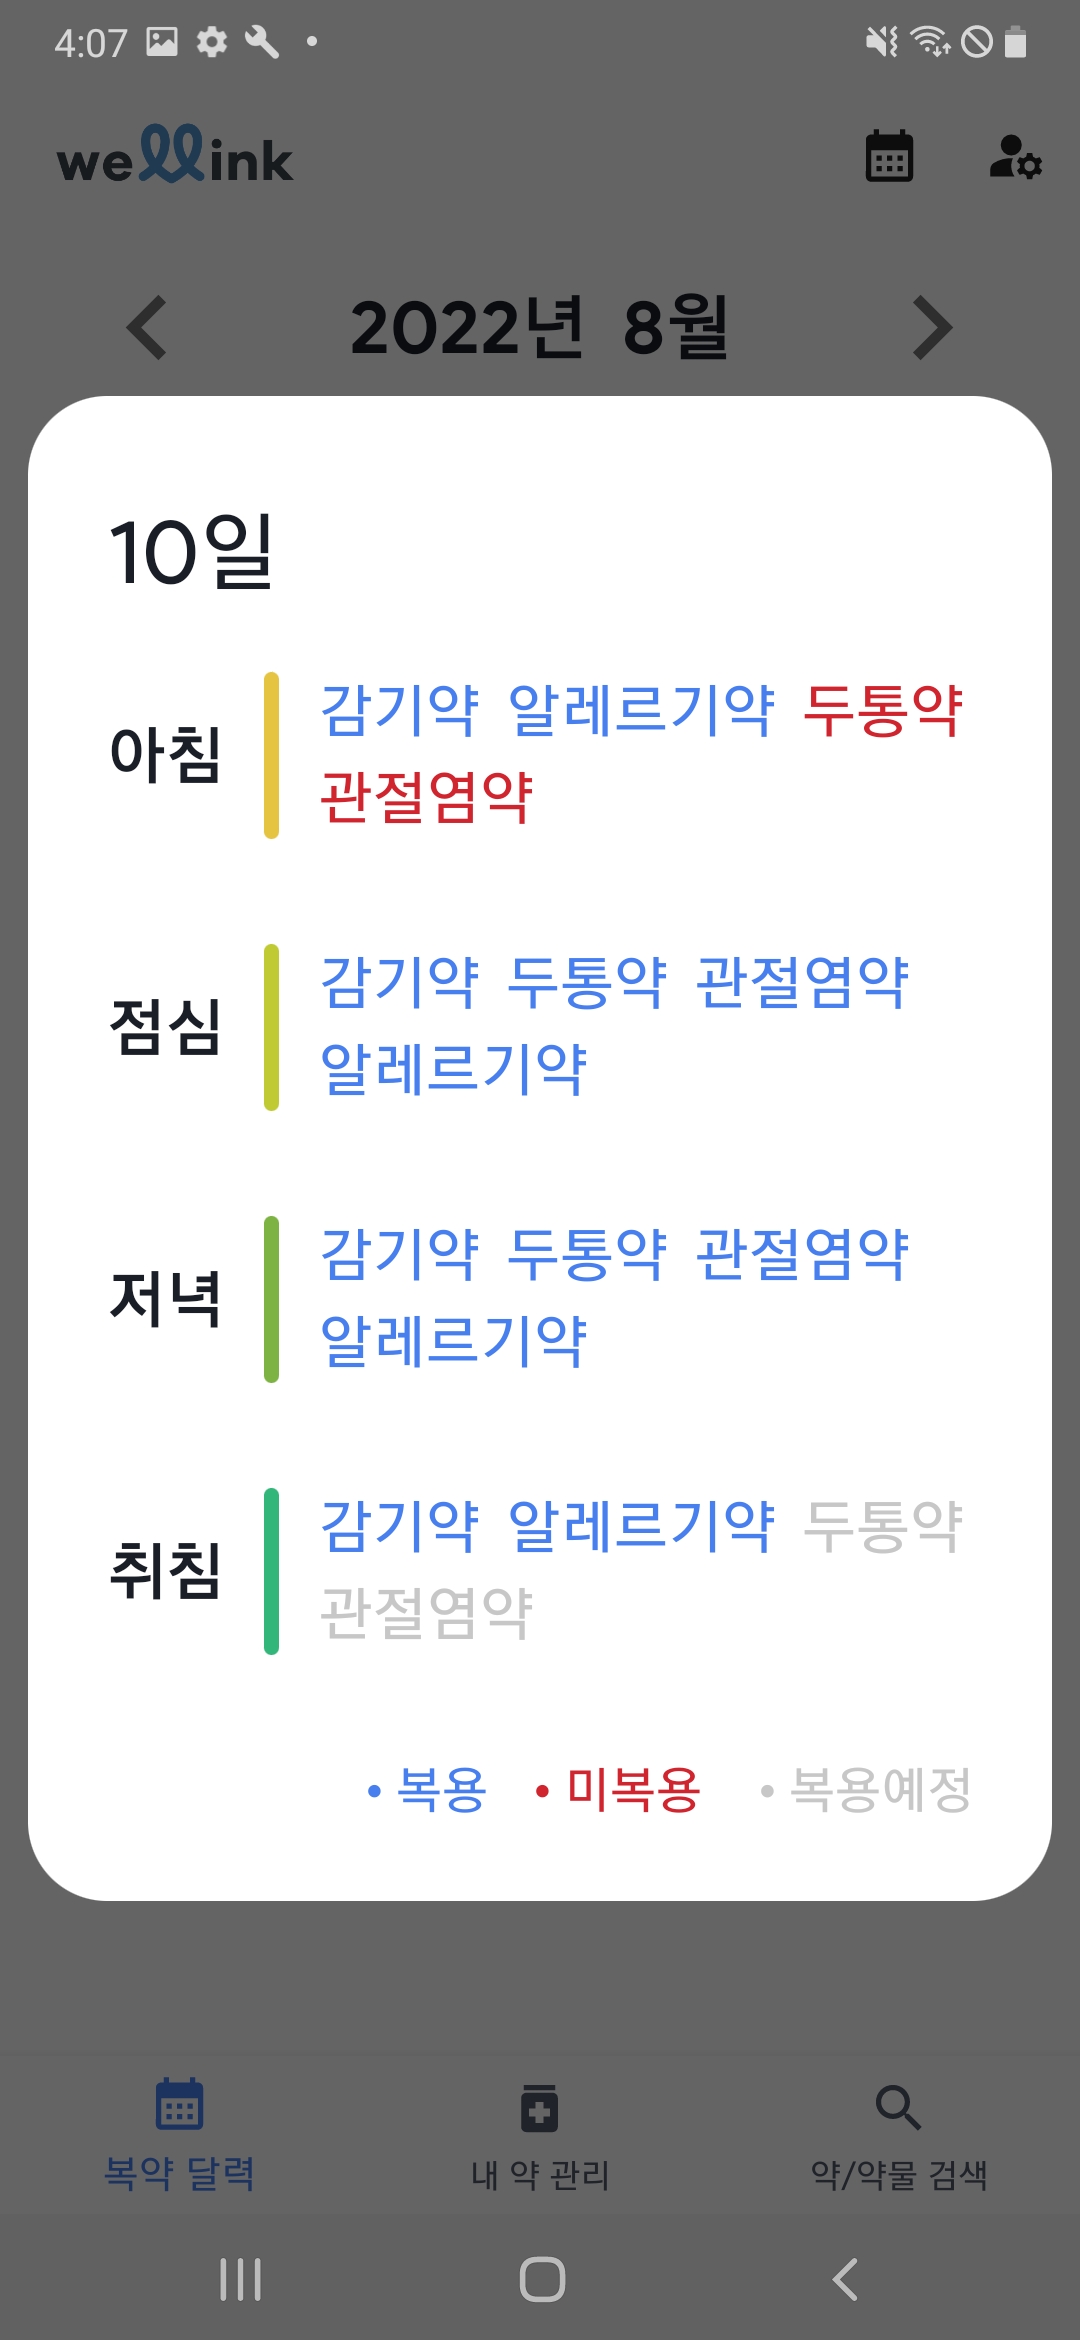 4:07
wellink
2022년 8월
10일
아침
감기약 알레르기약 두통약
관절염약
점심
감기약 두통약 관절염약
알레르기약
저녁
감기약 두통약 관절염약
알레르기약
취침
감기약 알레르기약 두통약
관절염약
• 복용 • 미복용 • 복용예정
복약 달력
내 약 관리
약/약물 검색